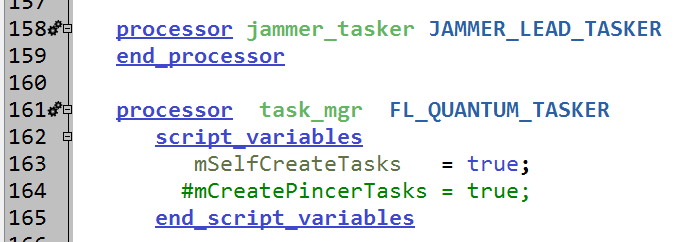 157
158 processor jammer_tasker JAMMER_LEAD_TASKER
159 end_processor
160
161 processor task_mgr FL_QUANTUM_TASKER
162 script_variables
163 mSelfCreateTasks = true;
164 #mCreatePincerTasks = true;
165 end_script_variables